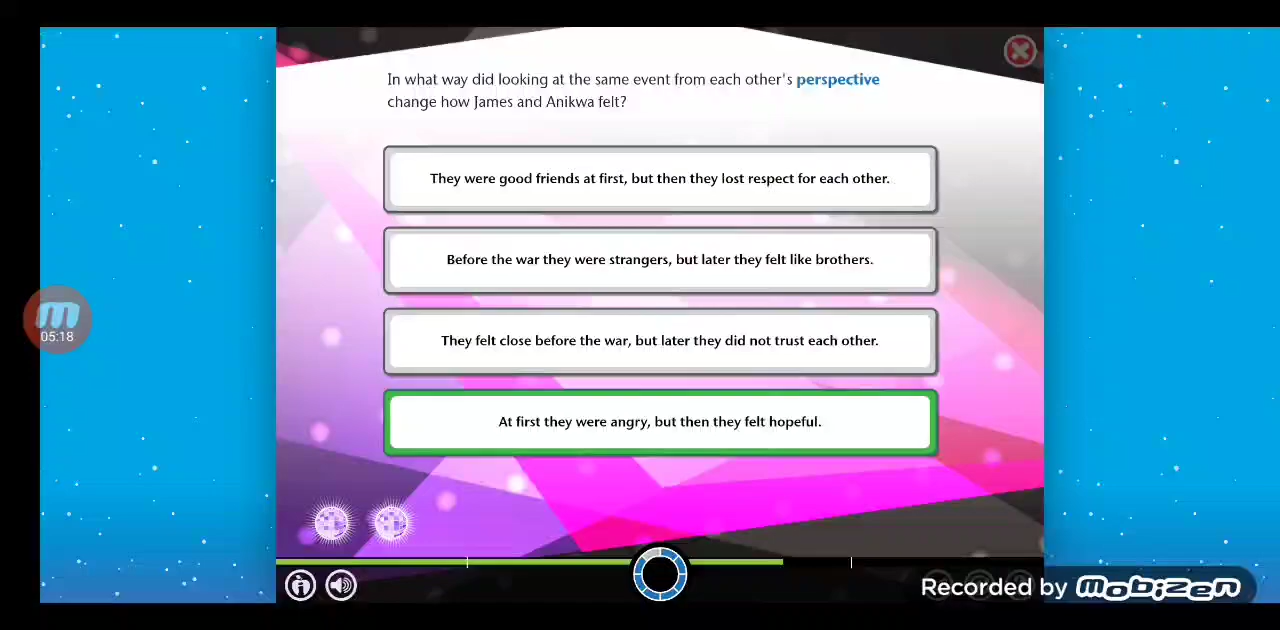 In what way did looking at the same event from each other's perspective
change how James and Anikwa felt?
They were good friends at first, but then they lost respect for each other.
Before the war they were strangers, but later they felt like brothers.
m
05:18
They felt close before the war, but later they did not trust each other.
At first they were angry, but then they felt hopeful.
Recorded by mobizen